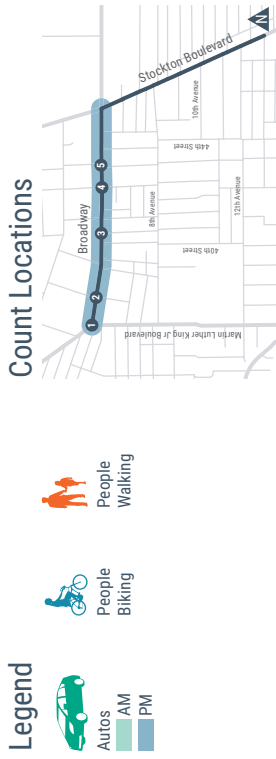 Legend
Autos
AM
PM
People
Biking
People
Walking
Count Locations
Broadway
Stockton Boulevard
1
2
3
4
5
8th Avenue
10th Avenue
12th Avenue
40th Street
44th Street
Martin Luther King Jr Boulevard
N